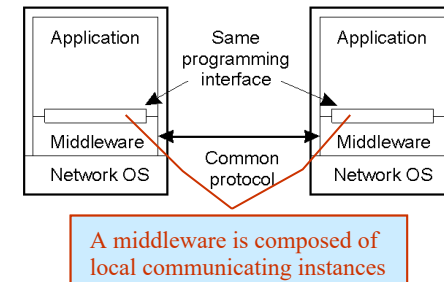 Application
Same
programming
interface
Application
Middleware
Common
protocol
Middleware
Network OS
Network OS
A middleware is composed of
local communicating instances